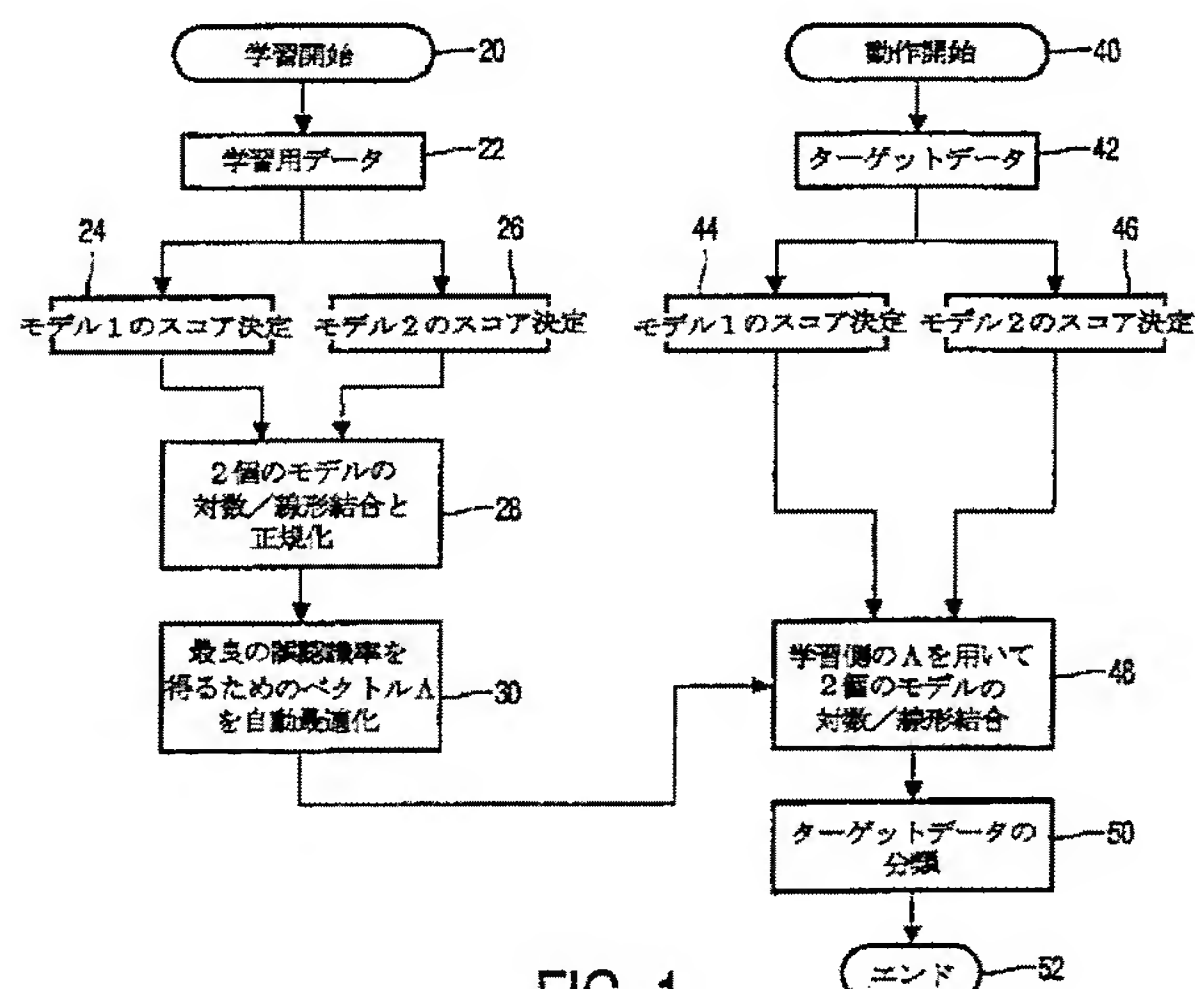 学習開始
20
学習用データ
22
24
26
モデル1のスコア決定
モデル2のスコア決定
2個のモデルの
対数/線形結合と
正規化
28
最良の誤認識率を
得るためのベクトルΛ
を自動最適化
30
動作開始
40
ターゲットデータ
42
44
46
モデル1のスコア決定
モデル2のスコア決定
学習側のΛを用いて
2個のモデルの
対数/線形結合
48
ターゲットデータの
分類
50
エンド
52
FIG. 1